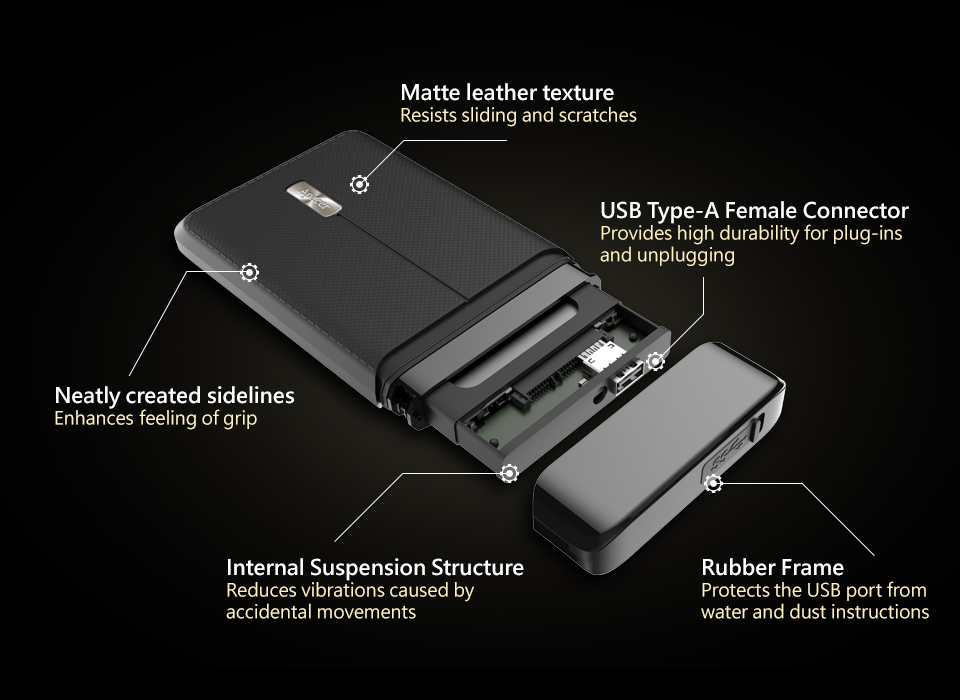 Matte leather texture
Resists sliding and scratches
Apacer
USB Type-A Female Connector
Provides high durability for plug-ins
and unplugging
Neatly created sidelines
Enhances feeling of grip
Internal Suspension Structure
Reduces vibrations caused by
accidental movements
Rubber Frame
Protects the USB port from
water and dust instructions